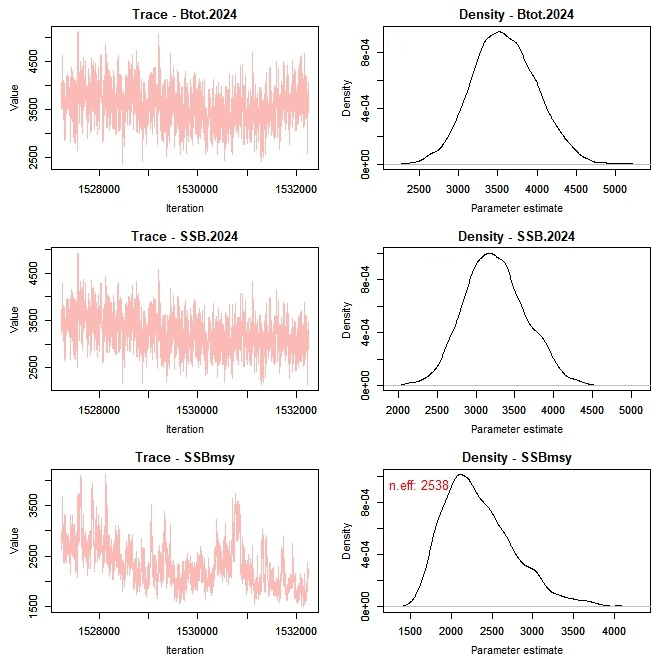 Trace - Btot.2024
Value
2500 3500 4500
1528000 1530000 1532000
Iteration
Density - Btot.2024
Density
0e+00 4e-04 8e-04
2500 3000 3500 4000 4500 5000
Parameter estimate
Trace - SSB.2024
Value
2500 3500 4500
1528000 1530000 1532000
Iteration
Density - SSB.2024
Density
0e+00 4e-04 8e-04
2000 2500 3000 3500 4000 4500 5000
Parameter estimate
Trace - SSBmsy
Value
1500 2500 3500
1528000 1530000 1532000
Iteration
Density - SSBmsy
n.eff: 2538
Density
0e+00 4e-04 8e-04
1500 2000 2500 3000 3500 4000
Parameter estimate